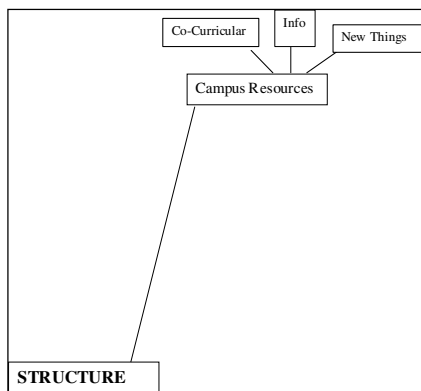 Info
Co-Curricular
New Things
Campus Resources
STRUCTURE